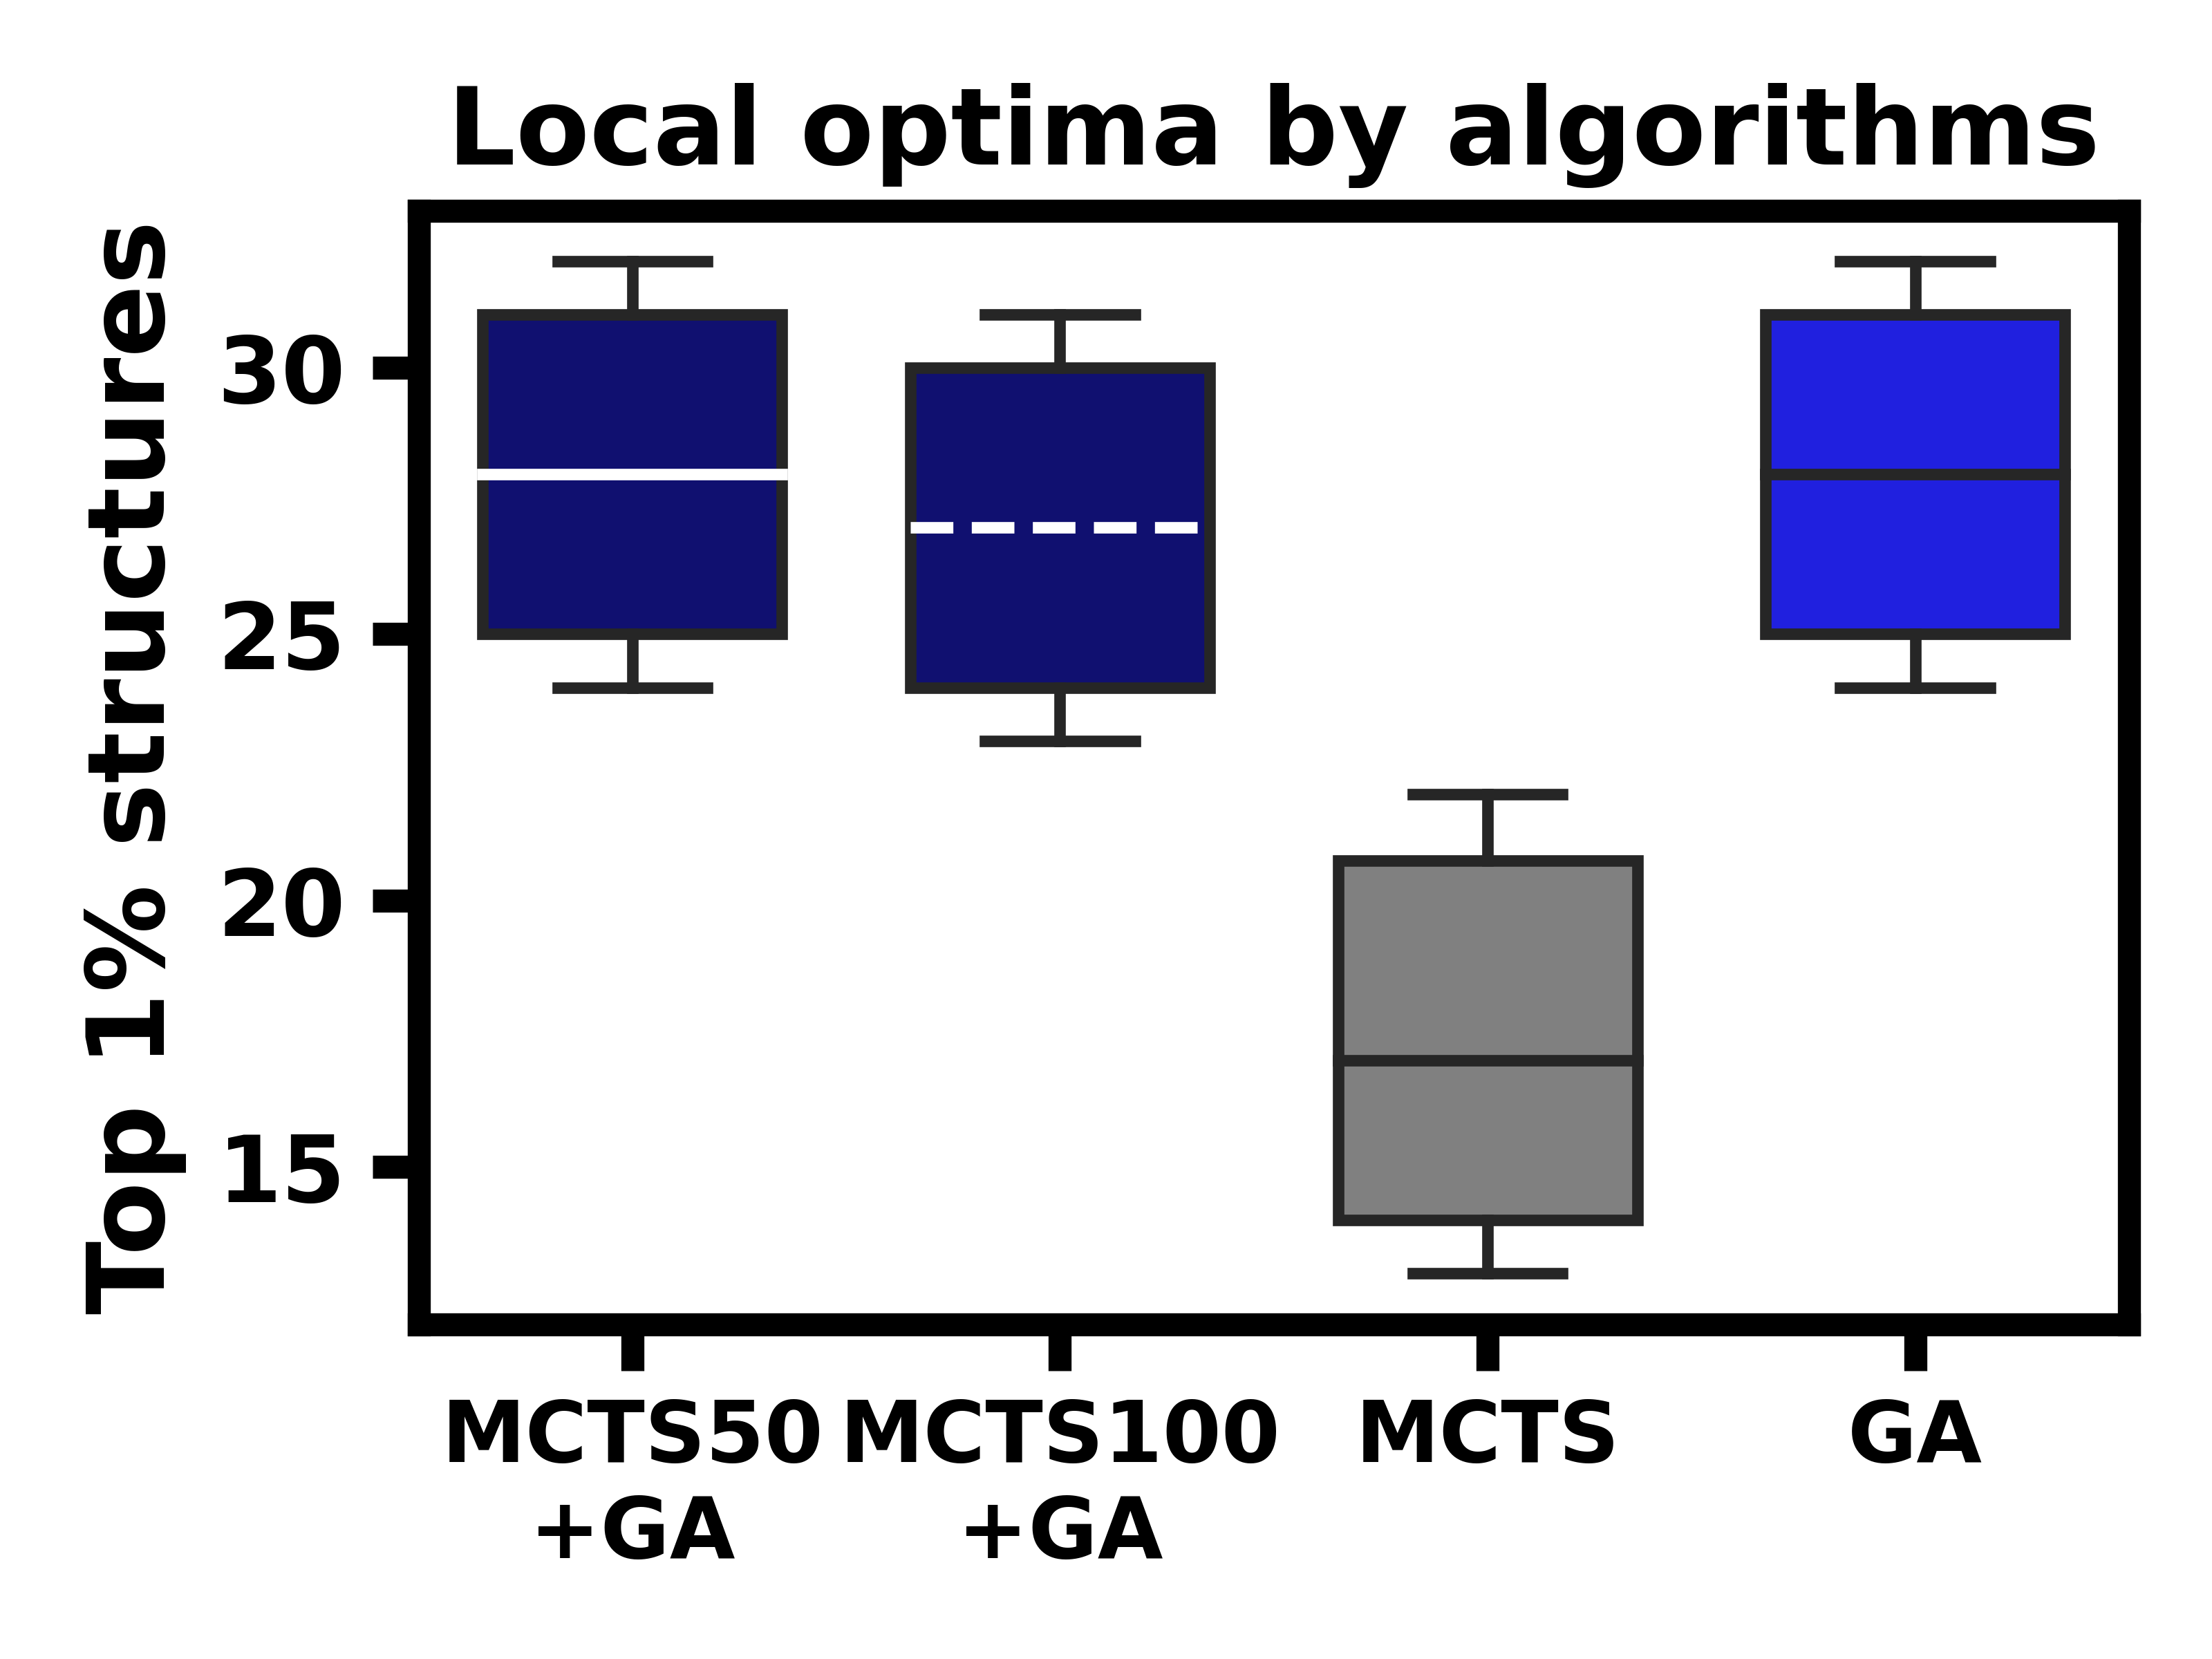 Local optima by algorithms
Top 1% structures
30
25
20
15
MCTS50
+GA
MCTS100
+GA
MCTS
GA